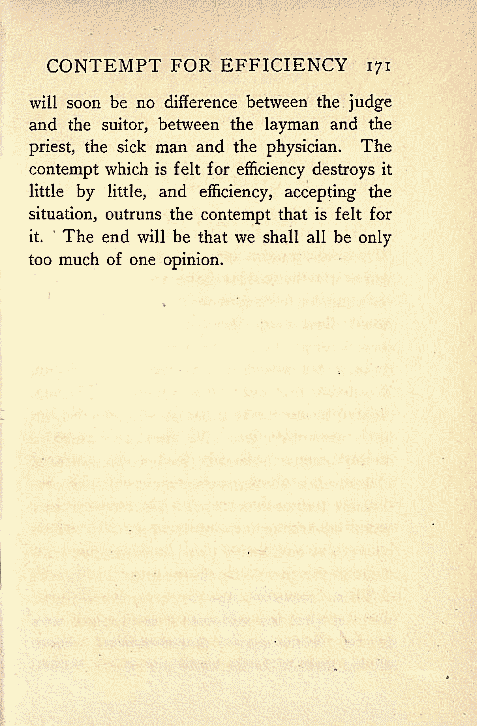 CONTEMPT FOR EFFICIENCY 171
will soon be no difference between the judge
and the suitor, between the layman and the
priest, the sick man and the physician. The
contempt which is felt for efficiency destroys it
little by little, and efficiency, accepting the
situation, outruns the contempt that is felt for
it. The end will be that we shall all be only
too much of one opinion.